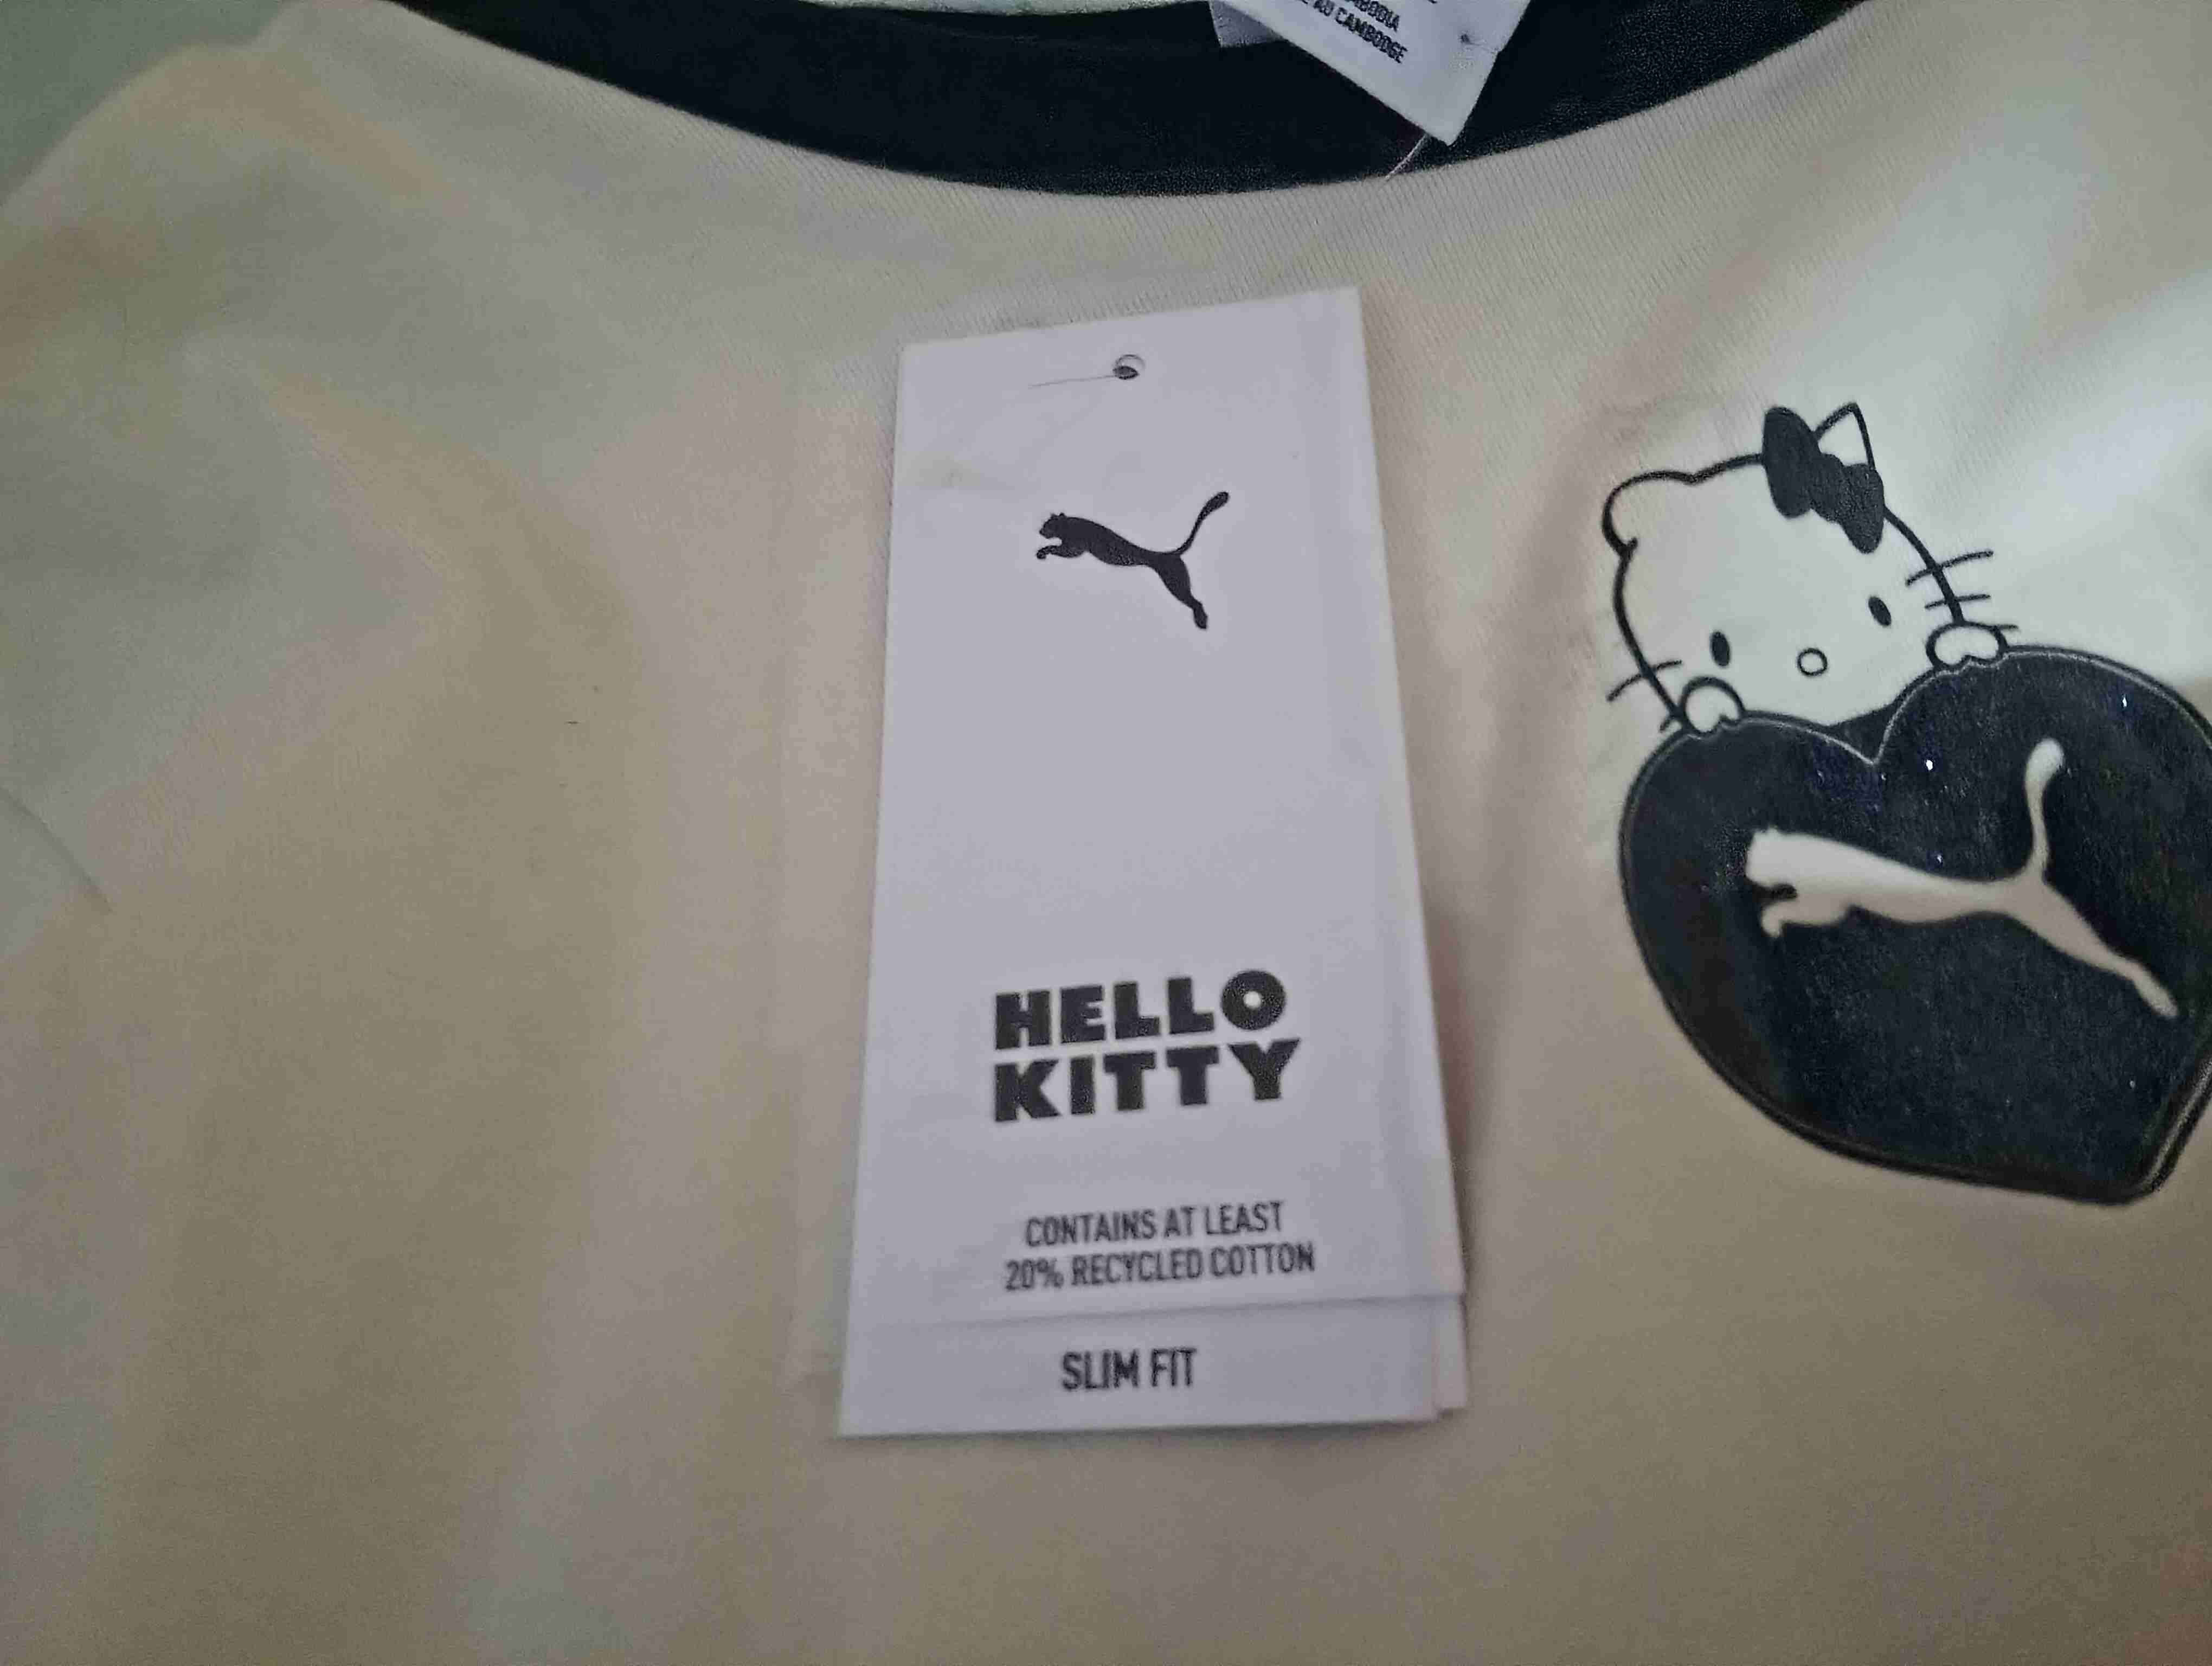 AU CAMBODGE
HELLO
KITTY
CONTAINS AT LEAST
20% RECYCLED COTTON
SLIM FIT